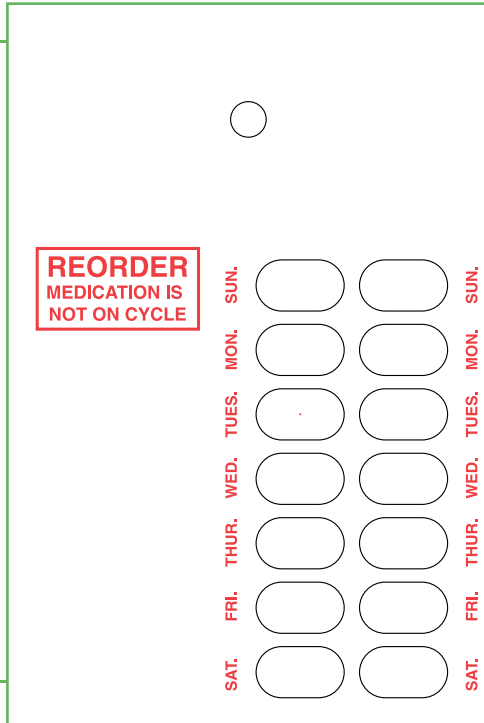 REORDER
MEDICATION IS
NOT ON CYCLE
SUN. SUN.
MON. MON.
TUES. TUES.
WED. WED.
THUR. THUR.
FRI. FRI.
SAT. SAT.